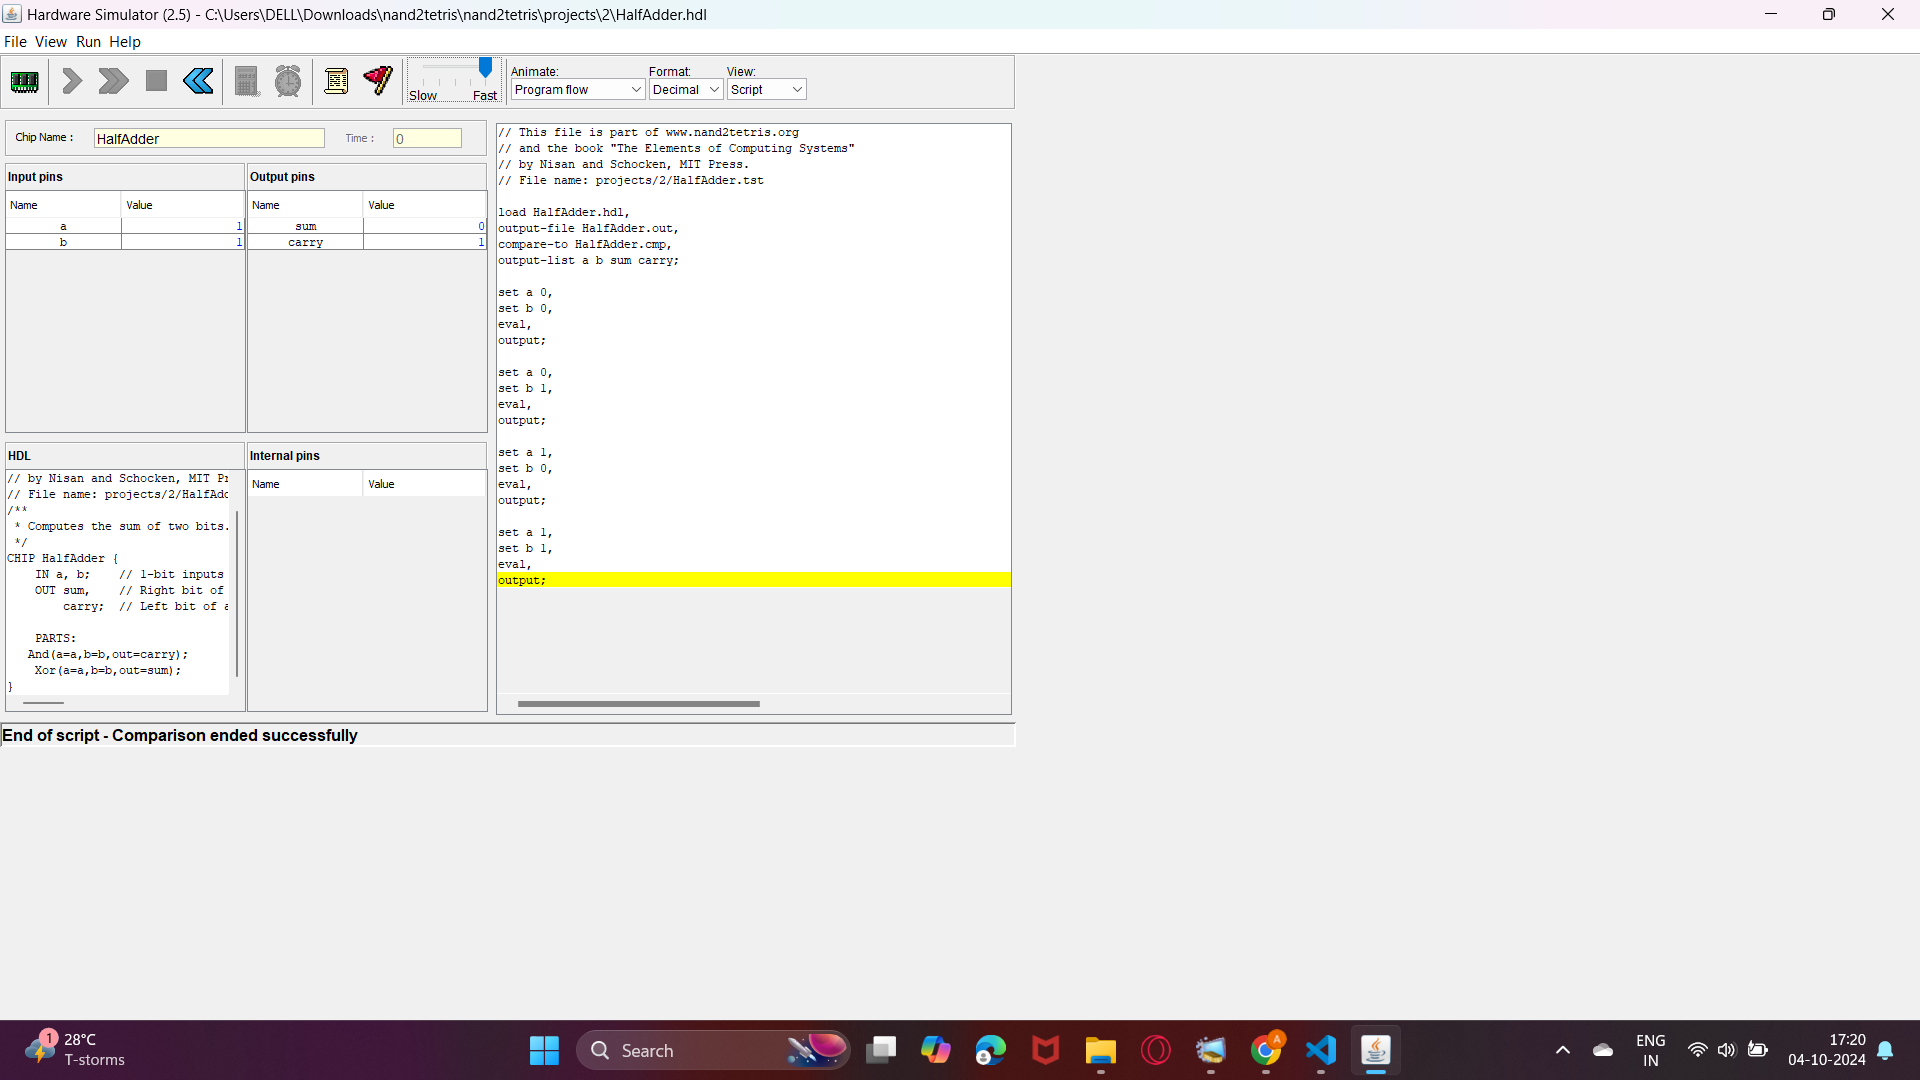 Hardware Simulator (2.5) - C:\Users\DELL\Downloads\nand2tetris\nand2tetris\projects\2\HalfAdder.hdl
File View Run Help
Slow Fast
Animate: Format: View:
Program flow Decimal Script
Chip Name : HalfAdder Time : 0
Input pins
Name Value
a 1
b 1
Output pins
Name Value
sum 0
carry 1
HDL
// by Nisan and Schocken, MIT Pr
// File name: projects/2/HalfAdd
/**
* Computes the sum of two bits.
*/
CHIP HalfAdder {
IN a, b; // 1-bit inputs
OUT sum, // Right bit of
carry; // Left bit of a
PARTS:
And(a=a,b=b,out=carry);
Xor(a=a,b=b,out=sum);
}
Internal pins
Name Value
// This file is part of www.nand2tetris.org
// and the book "The Elements of Computing Systems"
// by Nisan and Schocken, MIT Press.
// File name: projects/2/HalfAdder.tst
load HalfAdder.hdl,
output-file HalfAdder.out,
compare-to HalfAdder.cmp,
output-list a b sum carry;
set a 0,
set b 0,
eval,
output;
set a 0,
set b 1,
eval,
output;
set a 1,
set b 0,
eval,
output;
set a 1,
set b 1,
eval,
output;
End of script - Comparison ended successfully
1
28°C
T-storms
Search
A
ENG
IN
17:20
04-10-2024